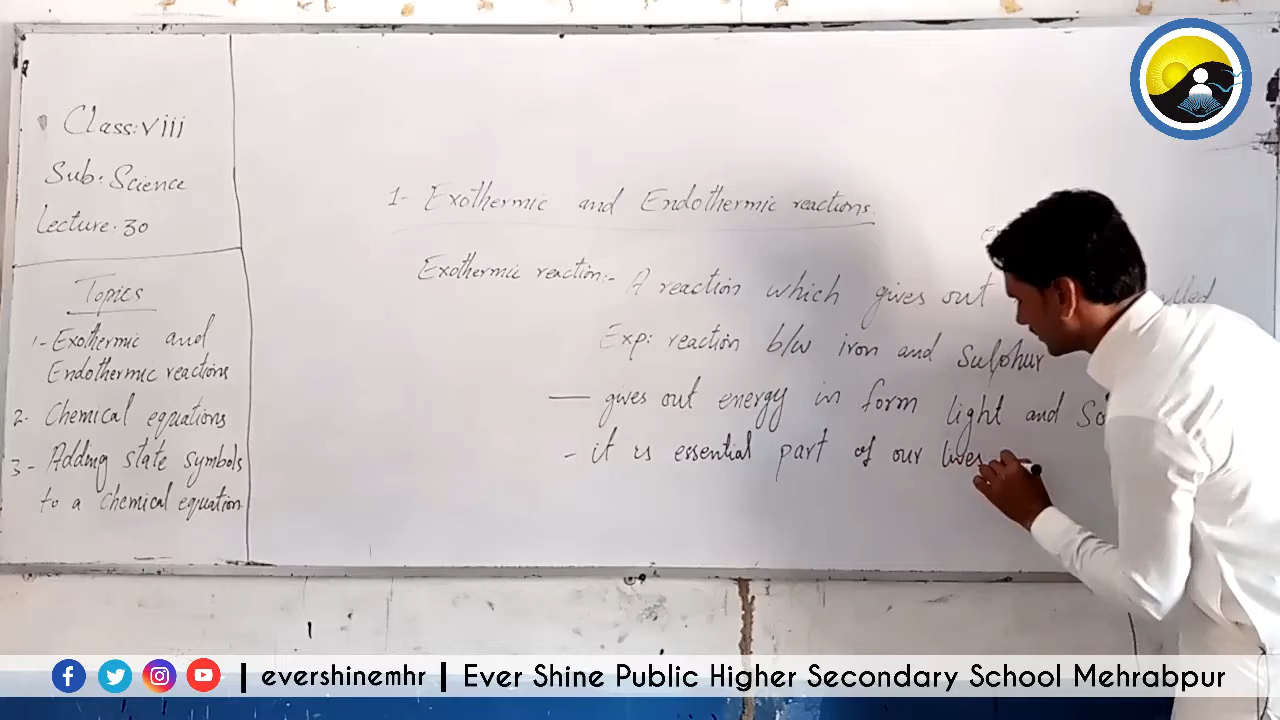 Class: viii
Sub: Science
Lecture: 30
Topics
1- Exothermic and
Endothermic reactions
2- Chemical equations
3- Adding state symbols
to a chemical equation
1- Exothermic and Endothermic reactions.
Exothermic reaction:- A reaction which gives out
Exp: reaction b/w iron and Sulphur
— gives out energy in form light and
- it is essential part of our lives
| evershinemhr | Ever Shine Public Higher Secondary School Mehrabpur